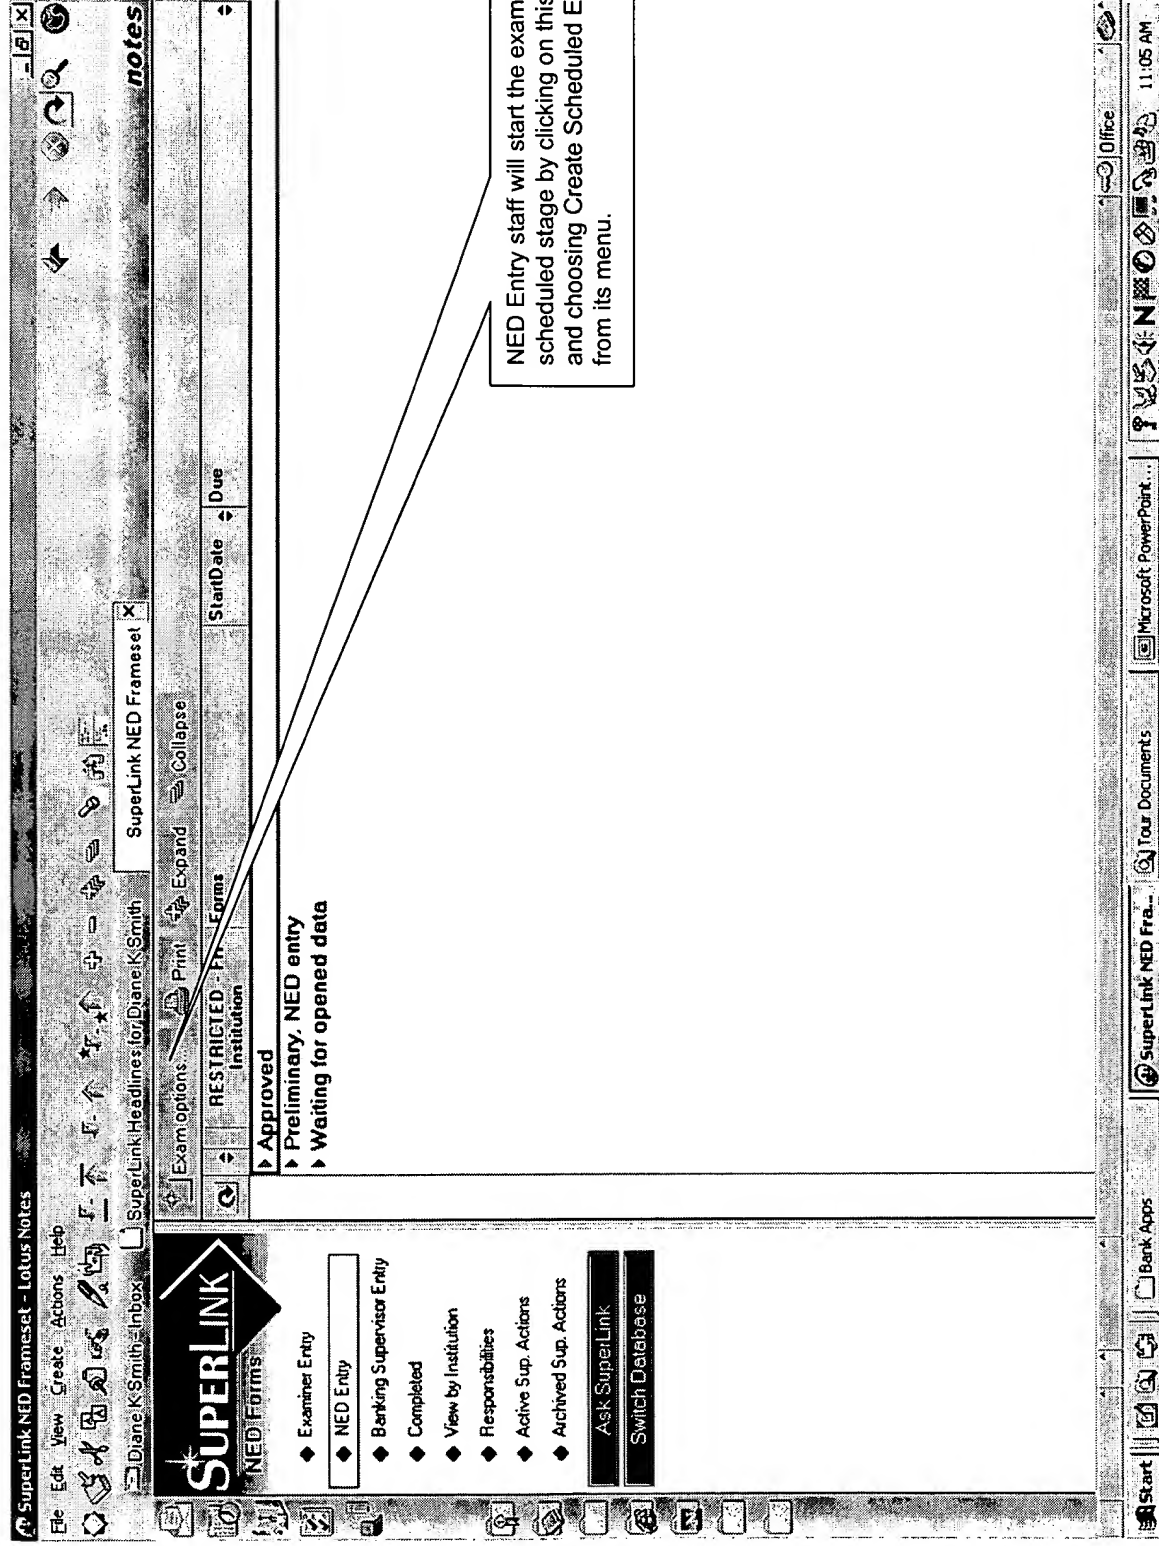 SuperLink NED Frameset - Lotus Notes
File Edit View Create Actions Help
notes
Diane K Smith - Inbox
SuperLink Headlines for Diane K Smith
SuperLink NED Frameset
SUPERLINK
NED Forms
Examiner Entry
NED Entry
Banking Supervisor Entry
Completed
View by Institution
Responsibilities
Active Sup. Actions
Archived Sup. Actions
Ask SuperLink
Switch Database
Exam options... Print Expand Collapse
RESTRICTED - Forms
Institution StartDate Due
Approved
Preliminary, NED entry
Waiting for opened data
NED Entry staff will start the exam
scheduled stage by clicking on this
and choosing Create Scheduled E
from its menu.
Office
Start Bank Apps SuperLink NED Fra... Tour Documents Microsoft PowerPoint... 11:05 AM